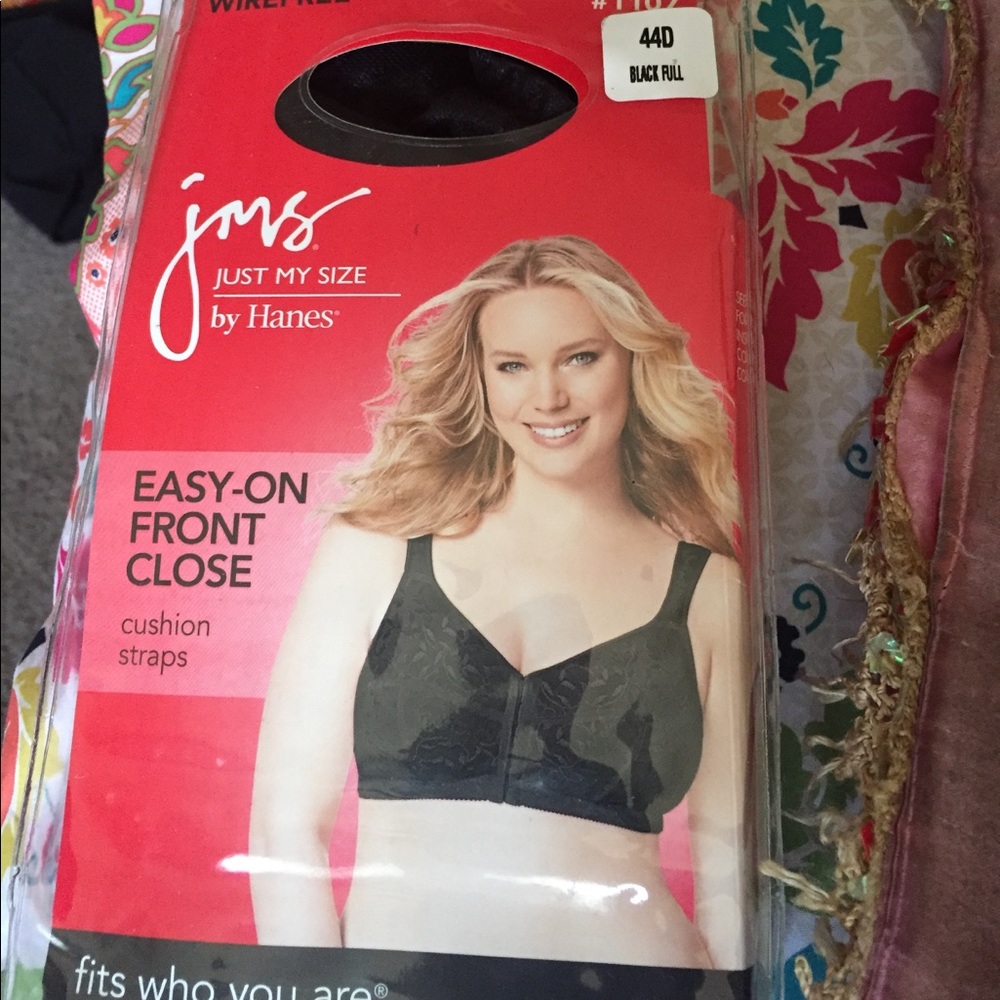 WIREFREE
44D
BLACK FULL
jms®
JUST MY SIZE
by Hanes®
EASY-ON
FRONT
CLOSE
cushion
straps
fits who you are®